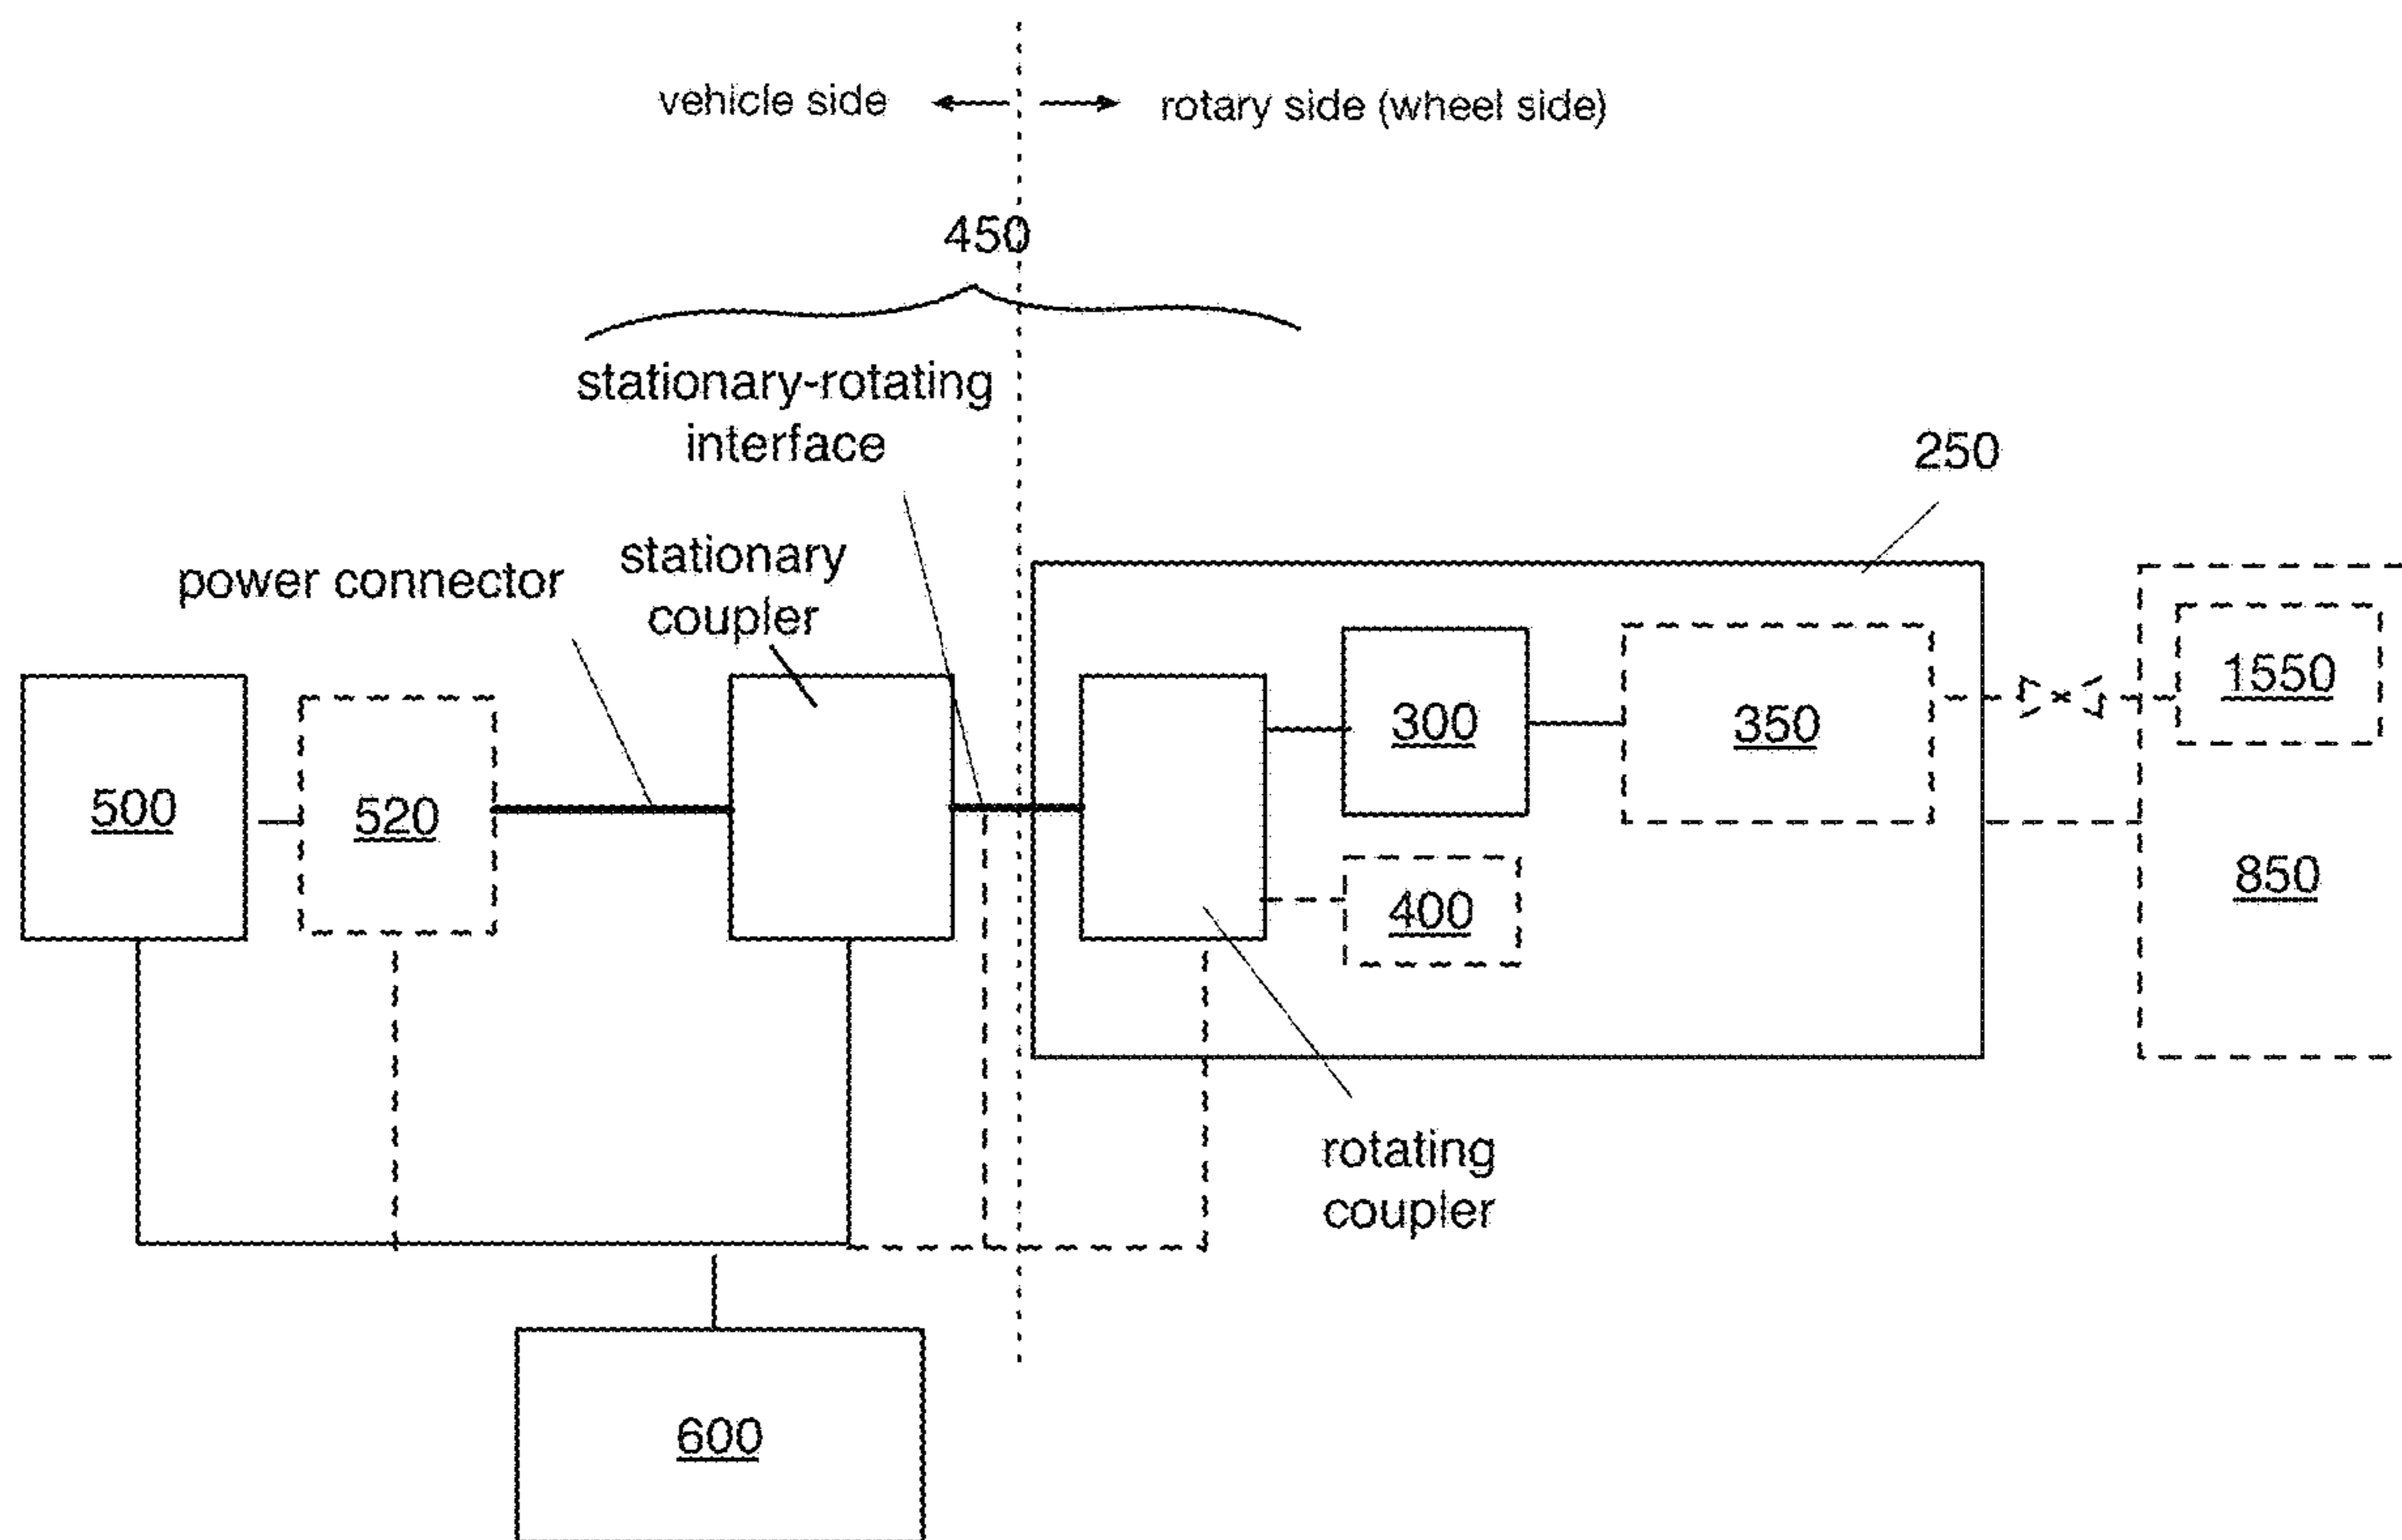 vehicle side
rotary side (wheel side)
450
stationary-rotating
interface
250
stationary
coupler
power connector
500
520
300
350
400
1550
850
rotating
coupler
600